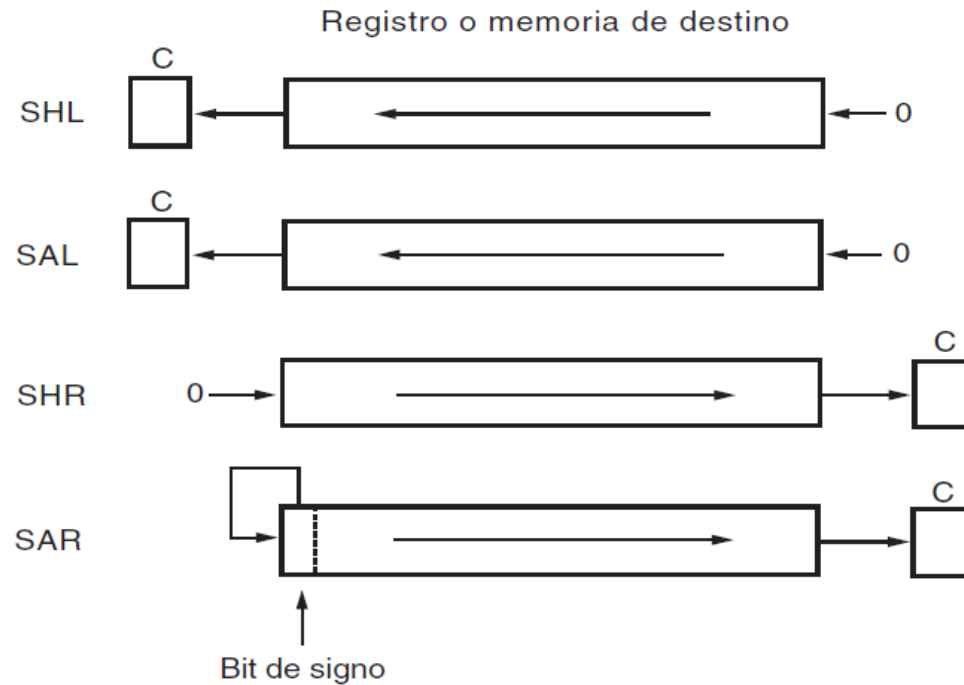 Registro o memoria de destino
C
SHL 0
C
SAL 0
C
SHR 0
C
SAR
Bit de signo